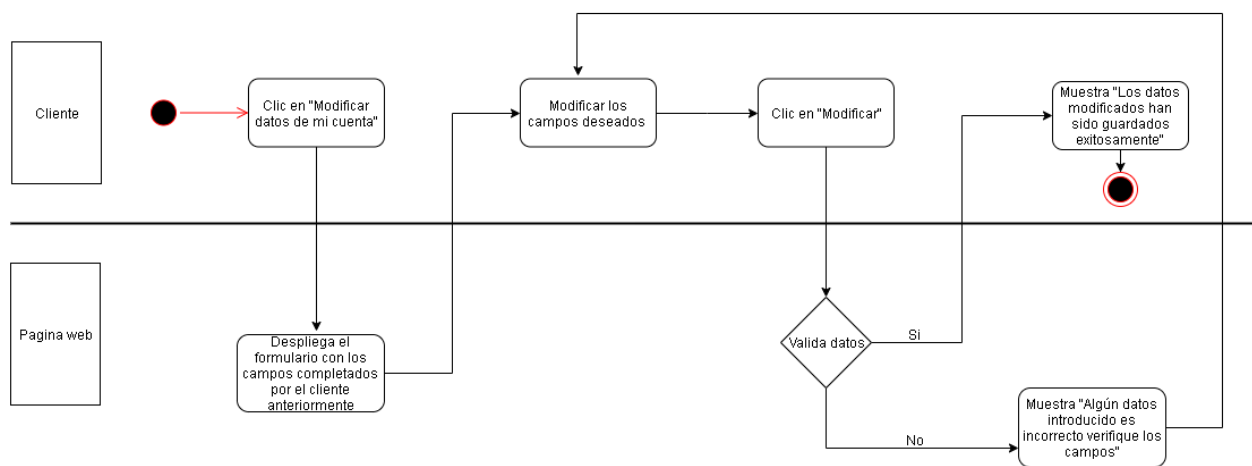 Cliente
Clic en "Modificar
datos de mi cuenta"
Modificar los
campos deseados
Clic en "Modificar"
Muestra "Los datos
modificados han
sido guardados
exitosamente"
Pagina web
Despliega el
formulario con los
campos completados
por el cliente
anteriormente
Valida datos
Si
No
Muestra "Algún datos
introducido es
incorrecto verifique los
campos"